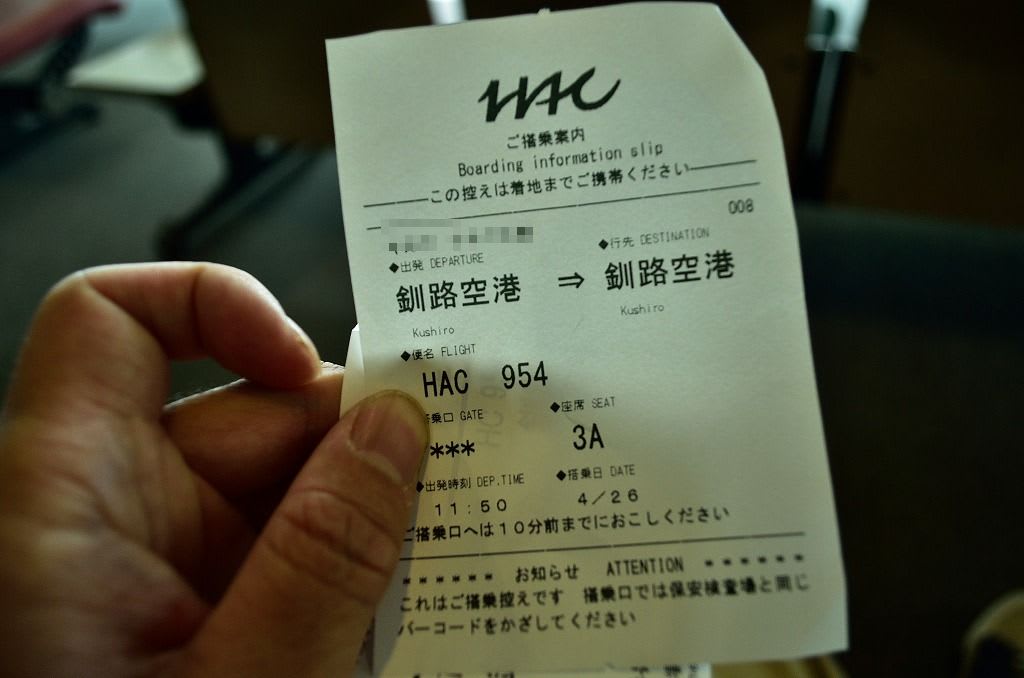 HAC
ご搭乗案内
Boarding information slip
この控えは着地までご携帯ください
008
◆出発 DEPARTURE ◆行先 DESTINATION
釧路空港 ⇒ 釧路空港
Kushiro Kushiro
◆便名 FLIGHT
HAC 954
搭乗口 GATE ◆座席 SEAT
*** 3A
◆出発時刻 DEP.TIME ◆搭乗日 DATE
11:50 4/26
ご搭乗口へは10分前までにおこしください
****** お知らせ ATTENTION ******
これはご搭乗控えです 搭乗口では保安検査場と同じ
バーコードをかざしてください